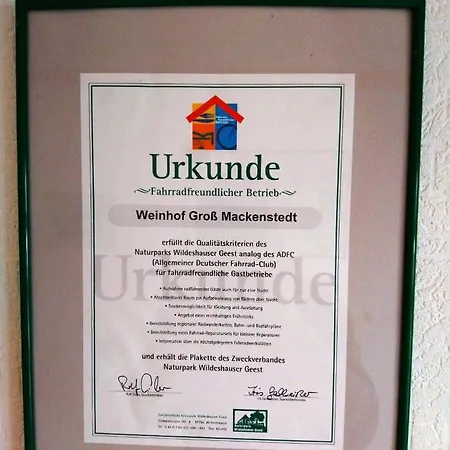 Urkunde
Fahrradfreundlicher Betrieb
Weinhof Groß Mackenstedt
erfüllt die Qualitätskriterien des
Naturparks Wildeshauser Geest analog des ADFC
(Allgemeiner Deutscher Fahrrad-Club)
für fahrradfreundliche Gastbetriebe
• Aufnahme radfahrender Gäste auch für nur eine Nacht
• Abschließbarer Raum zur Aufbewahrung von Rädern über Nacht
• Trockenmöglichkeit für Kleidung und Ausrüstung
• Angebot eines reichhaltigen Frühstücks
• Bereitstellung regionaler Radwanderkarten, Bahn- und Busfahrpläne
• Bereitstellung eines Fahrrad-Reparatursets für kleinere Reparaturen
• Information über die nächstgelegenen Fahrradwerkstätten
und erhält die Plakette des Zweckverbandes
Naturpark Wildeshauser Geest